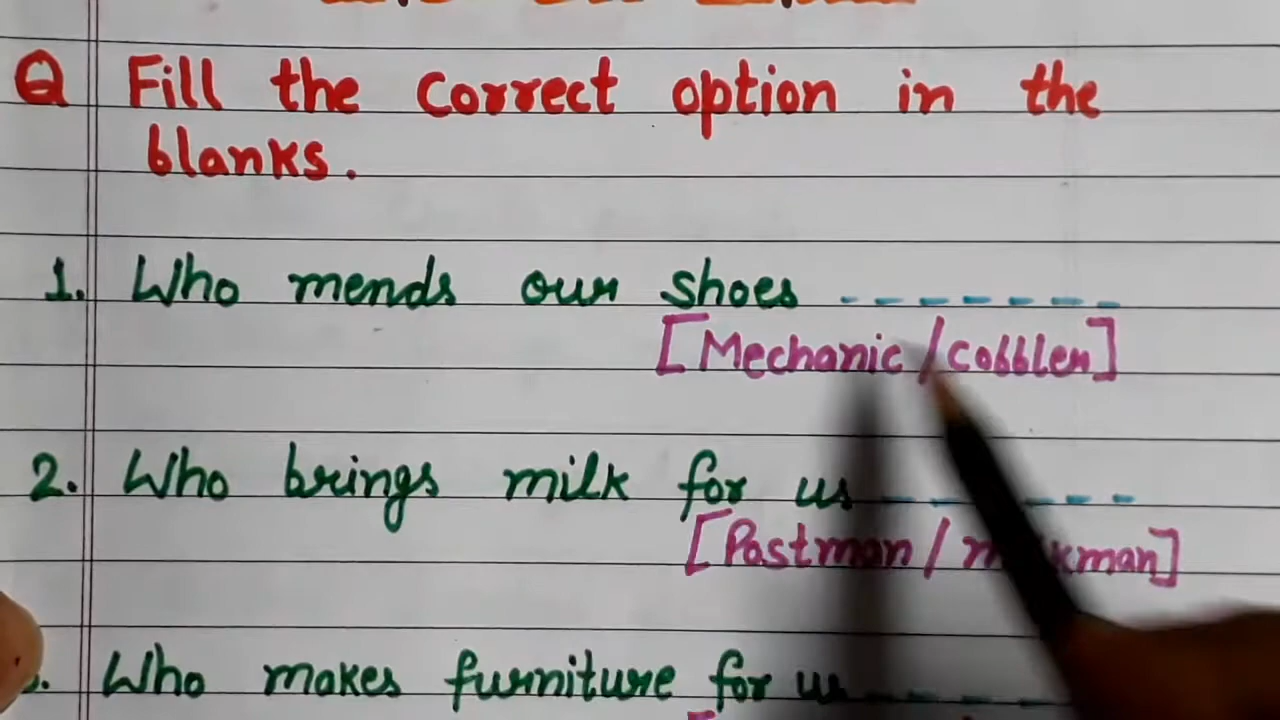 Q Fill the correct option in the
blanks.
1. Who mends our shoes -------
[Mechanic/cobbler]
2. Who brings milk for us ------
[Postman/milkman]
Who makes furniture for us -----